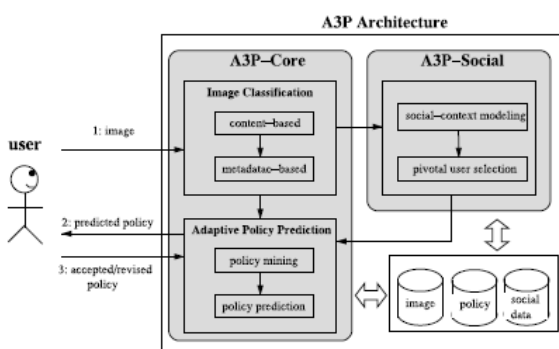 A3P Architecture
A3P–Core
A3P–Social
Image Classification
content–based
metadatao–based
social–context modeling
pivotal user selection
user
1: image
2: predicted policy
3: accepted/revised
policy
Adaptive Policy Prediction
policy mining
policy prediction
image
policy
social
data